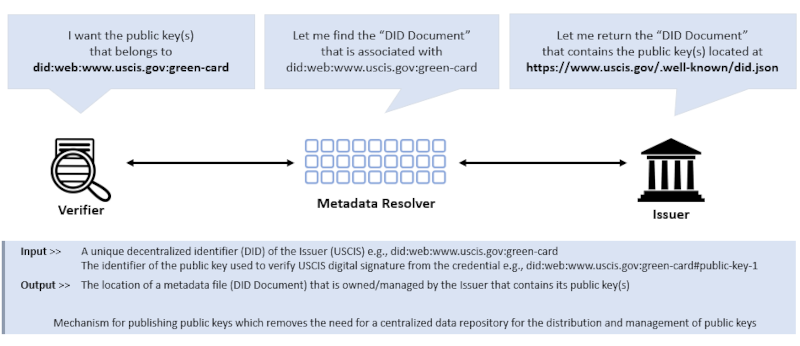 I want the public key(s)
that belongs to
did:web:www.uscis.gov:green-card
Let me find the “DID Document”
that is associated with
did:web:www.uscis.gov:green-card
Let me return the “DID Document”
that contains the public key(s) located at
https://www.uscis.gov/.well-known/did.json
Verifier
Metadata Resolver
Issuer
Input >> A unique decentralized identifier (DID) of the Issuer (USCIS) e.g., did:web:www.uscis.gov:green-card
The identifier of the public key used to verify USCIS digital signature from the credential e.g., did:web:www.uscis.gov:green-card#public-key-1
Output >> The location of a metadata file (DID Document) that is owned/managed by the Issuer that contains its public key(s)
Mechanism for publishing public keys which removes the need for a centralized data repository for the distribution and management of public keys